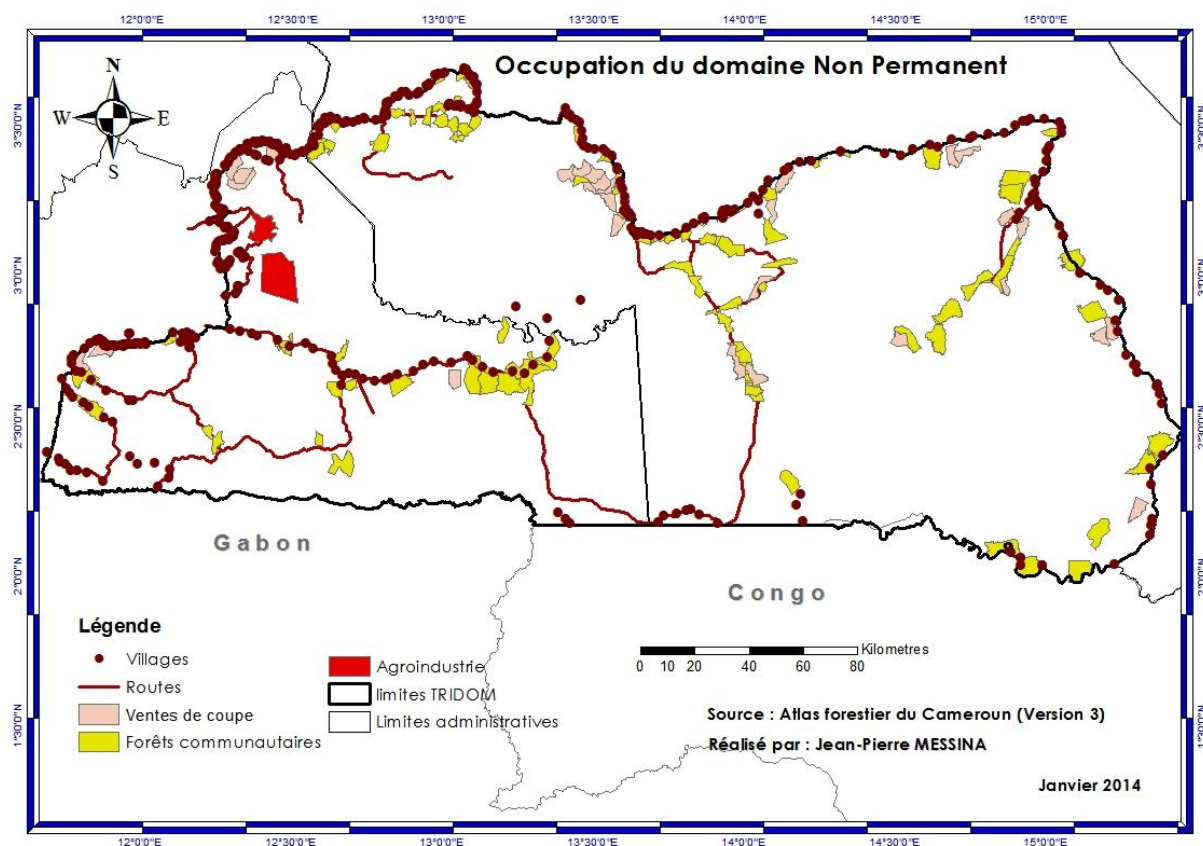 12°0'0"E 12°30'0"E 13°0'0"E 13°30'0"E 14°0'0"E 14°30'0"E 15°0'0"E
Occupation du domaine Non Permanent
N
W E
S
3°30'0"N
3°0'0"N
2°30'0"N
2°0'0"N
1°30'0"N
Gabon
Congo
Légende
Villages
Routes
Ventes de coupe
Forêts communautaires
Agroindustrie
limites TRIDOM
Limites administratives
Kilometres
0 10 20 40 60 80
Source : Atlas forestier du Cameroun (Version 3)
Réalisé par : Jean-Pierre MESSINA
Janvier 2014
12°0'0"E 12°30'0"E 13°0'0"E 13°30'0"E 14°0'0"E 14°30'0"E 15°0'0"E